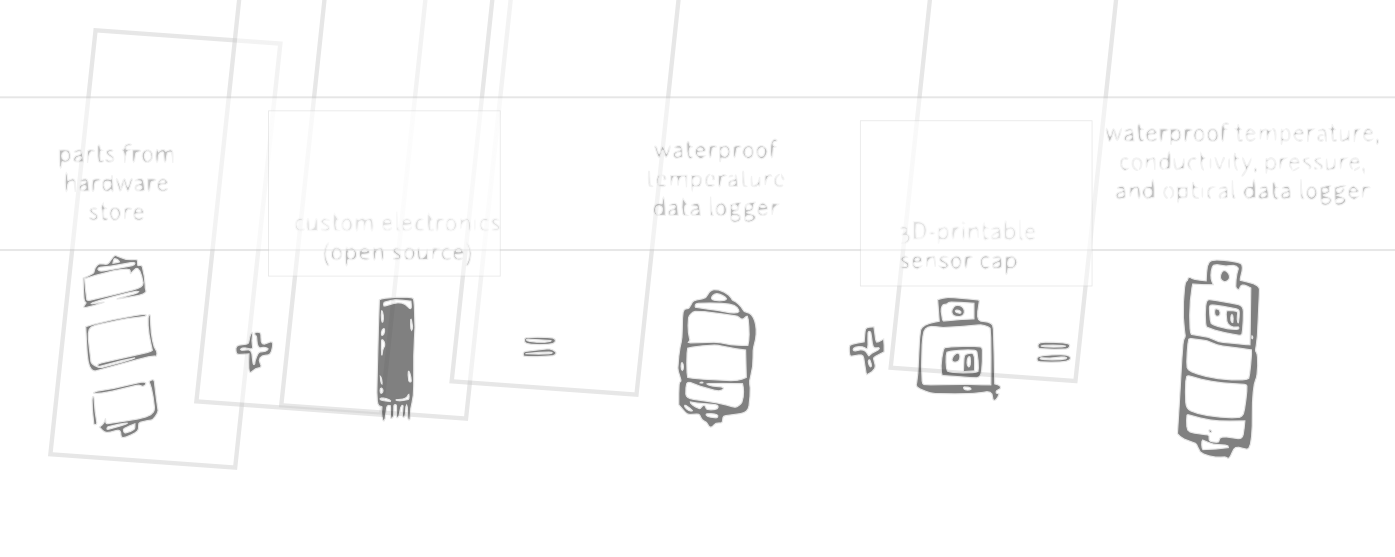 parts from
hardware
store
custom electronics
(open source)
waterproof
temperature
data logger
3D-printable
sensor cap
waterproof temperature,
conductivity, pressure,
and optical data logger